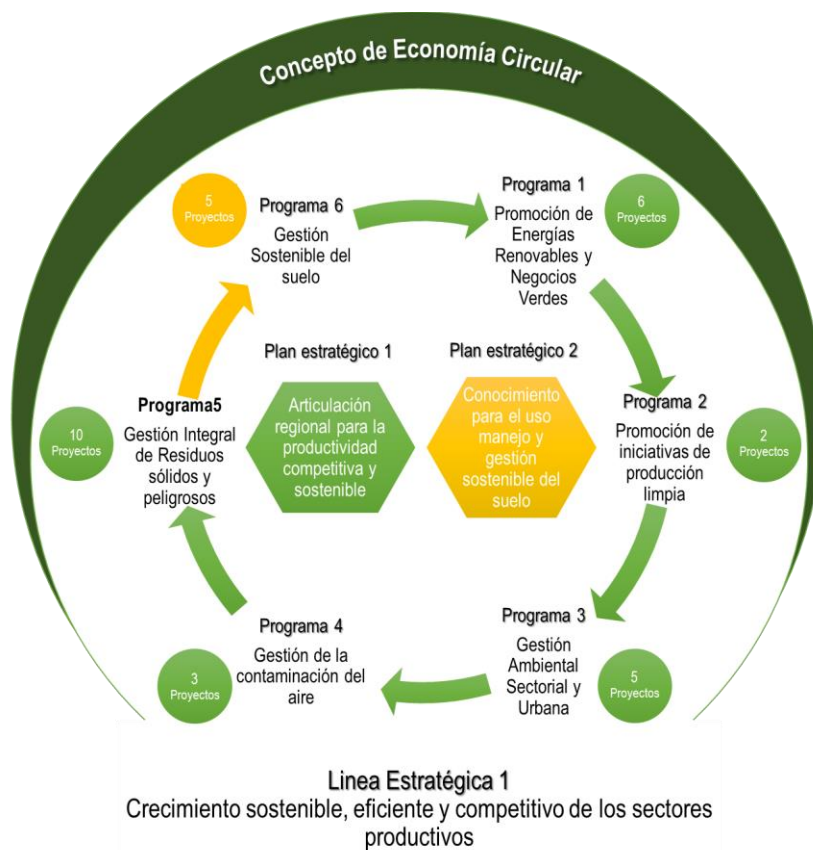 Concepto de Economía Circular
Programa 1
Promoción de
Energías
Renovables y
Negocios
Verdes
6
Proyectos
Programa 2
Promoción de
iniciativas de
producción
limpia
2
Proyectos
Programa 3
Gestión
Ambiental
Sectorial y
Urbana
5
Proyectos
Programa 4
Gestión de la
contaminación del
aire
3
Proyectos
Programa5
Gestión Integral
de Residuos
sólidos y
peligrosos
10
Proyectos
Programa 6
Gestión
Sostenible del
suelo
5
Proyectos
Plan estratégico 1
Articulación
regional para la
productividad
competitiva y
sostenible
Plan estratégico 2
Conocimiento
para el uso
manejo y
gestión
sostenible del
suelo
Linea Estratégica 1
Crecimiento sostenible, eficiente y competitivo de los sectores
productivos